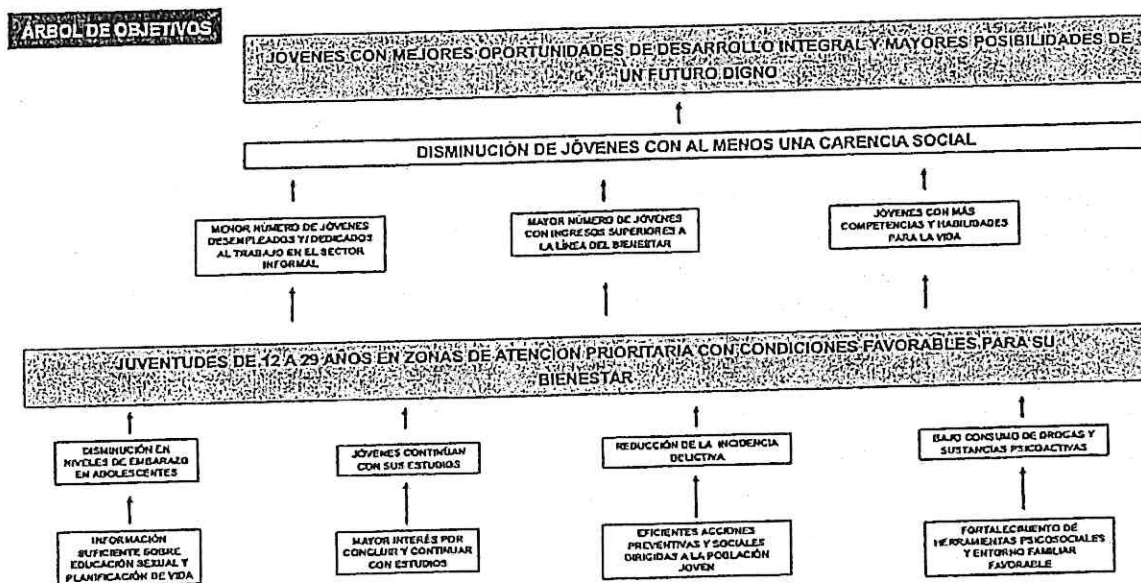 ÁRBOL DE OBJETIVOS
JOVENES CON MEJORES OPORTUNIDADES DE DESARROLLO INTEGRAL Y MAYORES POSIBILIDADES DE
UN FUTURO DIGNO
DISMINUCIÓN DE JÓVENES CON AL MENOS UNA CARENCIA SOCIAL
MENOR NÚMERO DE JÓVENES
DESEMPLEADOS Y/ DEDICADOS
AL TRABAJO EN EL SECTOR
INFORMAL
MAYOR NÚMERO DE JÓVENES
CON INGRESOS SUPERIORES A
LA LÍNEA DEL BIENESTAR
JÓVENES CON MÁS
COMPETENCIAS Y HABILIDADES
PARA LA VIDA
JUVENTUDES DE 12 A 29 AÑOS EN ZONAS DE ATENCIÓN PRIORITARIA CON CONDICIONES FAVORABLES PARA SU
BIENESTAR
DISMINUCIÓN EN
NIVELES DE EMBARAZO
EN ADOLESCENTES
JÓVENES CONTINÚAN
CON SUS ESTUDIOS
REDUCCIÓN DE LA INCIDENCIA
DELICTIVA
BAJO CONSUMO DE DROGAS Y
SUSTANCIAS PSICOACTIVAS
INFORMACIÓN
SUFICIENTE SOBRE
EDUCACIÓN SEXUAL Y
PLANIFICACIÓN DE VIDA
MAYOR INTERÉS POR
CONCLUIR Y CONTINUAR
CON ESTUDIOS
EFICIENTES ACCIONES
PREVENTIVAS Y SOCIALES
DIRIGIDAS A LA POBLACIÓN
JOVEN
FORTALECIMIENTO DE
HERRAMIENTAS PSICOSOCIALES
Y ENTORNO FAMILIAR
FAVORABLE